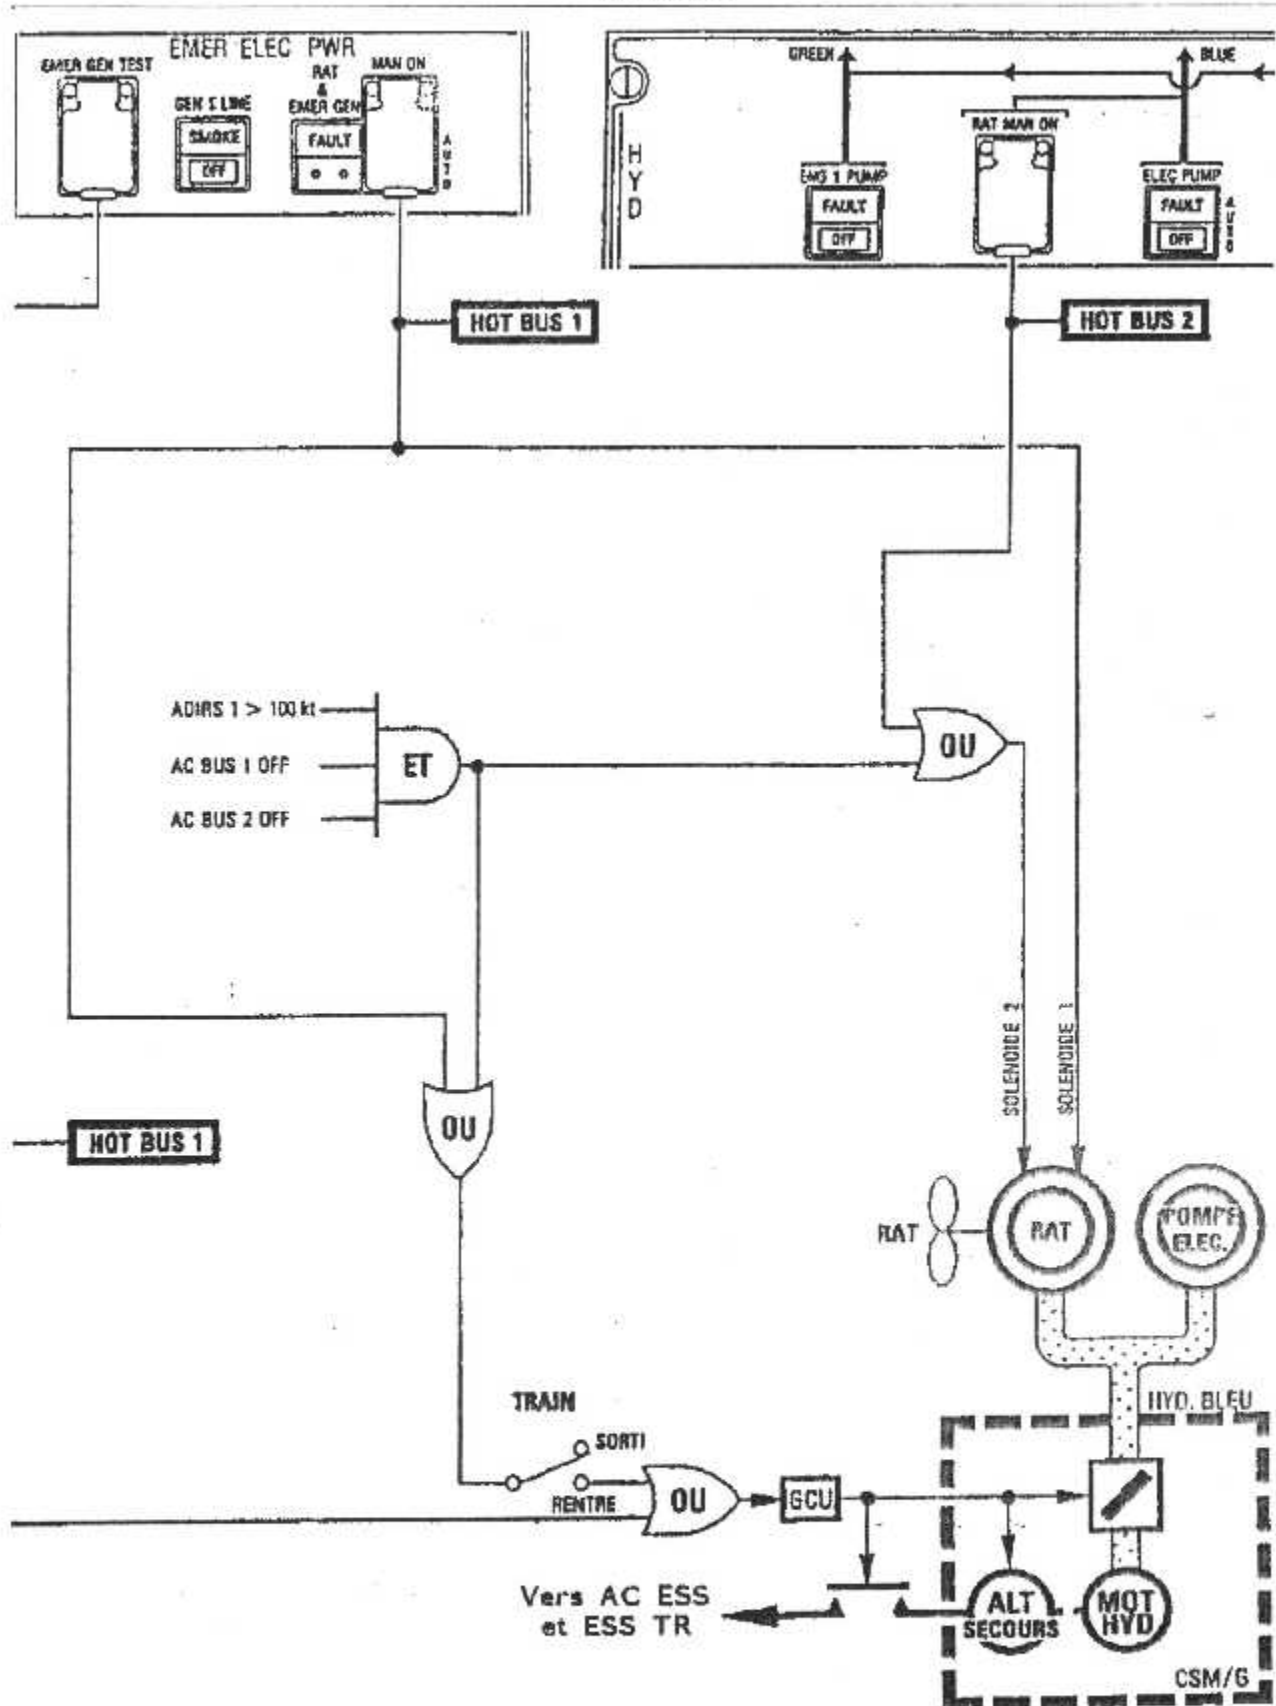 EMER ELEC PWR
EMER GEN TEST
GEN 1 LINE
SMOKE
OFF
RAT
&
EMER GEN
FAULT
MAN ON
AUTO
HYD
GREEN
BLUE
ENG 1 PUMP
FAULT
OFF
RAT MAN ON
ELEC PUMP
FAULT
OFF
AUTO
HOT BUS 1
HOT BUS 2
ADIRS 1 > 100 kt
AC BUS 1 OFF
AC BUS 2 OFF
ET
OU
SOLENOIDE 2
SOLENOIDE 1
OU
HOT BUS 1
RAT
RAT
POMPE
ELEC.
TRAIN
SORTI
RENTRE
OU
GCU
HYD. BLEU
Vers AC ESS
et ESS TR
ALT
SECOURS
MOT
HYD
CSM/G